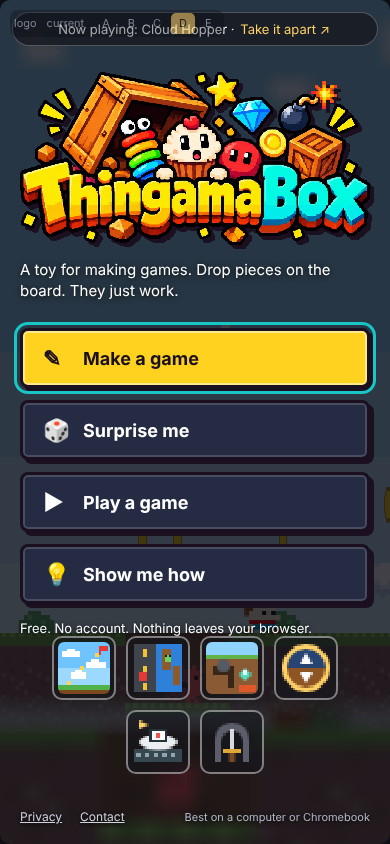 logo current A B C D E
Now playing: Cloud Hopper · Take it apart ↗
ThingamaBox
A toy for making games. Drop pieces on the
board. They just work.
Make a game
Surprise me
Play a game
Show me how
Free. No account. Nothing leaves your browser.
Privacy Contact Best on a computer or Chromebook